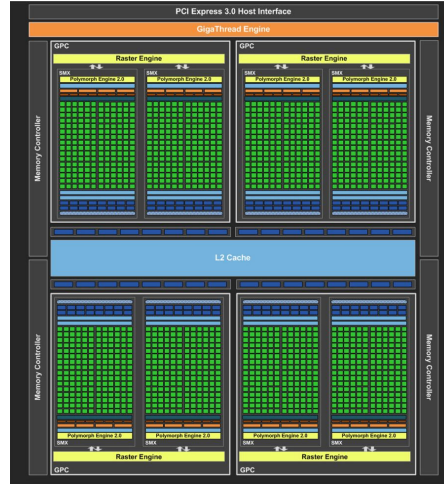 PCI Express 3.0 Host Interface
GigaThread Engine
GPC
GPC
Raster Engine
Raster Engine
SMX
SMX
SMX
SMX
Polymorph Engine 2.0
Polymorph Engine 2.0
Polymorph Engine 2.0
Polymorph Engine 2.0
Memory Controller
Memory Controller
L2 Cache
Memory Controller
Memory Controller
Polymorph Engine 2.0
Polymorph Engine 2.0
Polymorph Engine 2.0
Polymorph Engine 2.0
SMX
SMX
SMX
SMX
Raster Engine
Raster Engine
GPC
GPC